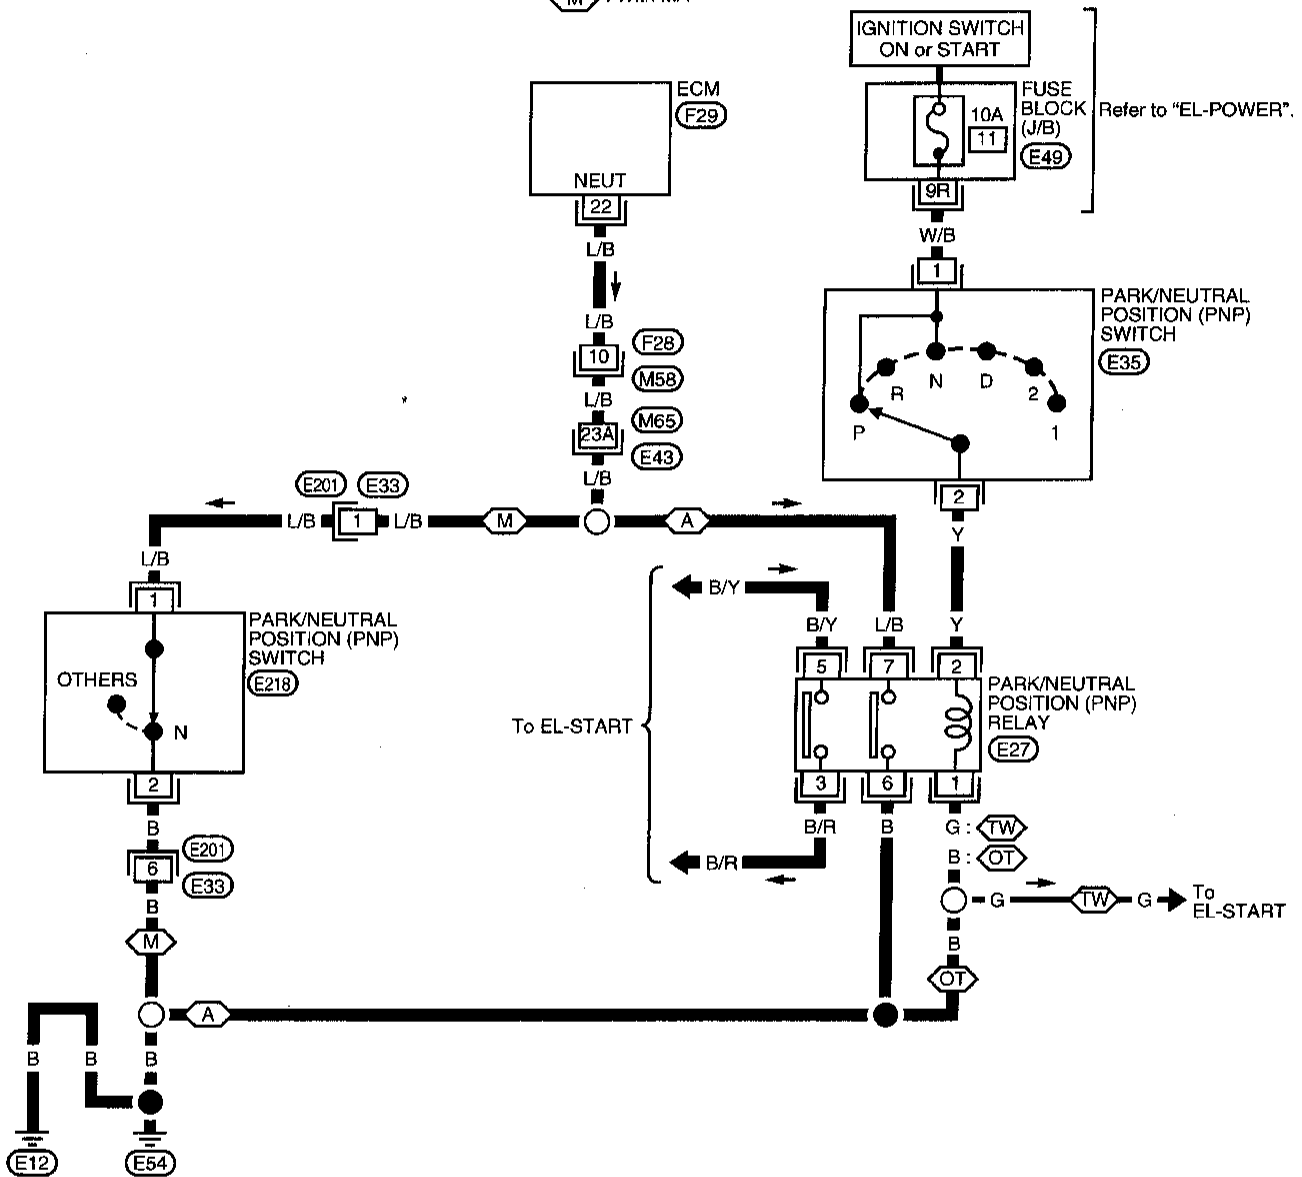 M
IGNITION SWITCH
ON or START
ECM
F29
NEUT
22
L/B
L/B
10
F28
M58
L/B
23A
M65
E43
L/B
FUSE
BLOCK
(J/B)
E49
10A
11
9R
Refer to "EL-POWER".
W/B
1
PARK/NEUTRAL
POSITION (PNP)
SWITCH
E35
P
R
N
D
2
1
2
Y
E201
E33
L/B
1
L/B
M
A
L/B
1
PARK/NEUTRAL
POSITION (PNP)
SWITCH
E218
OTHERS
N
2
B
E201
6
E33
B
M
B/Y
B/Y
L/B
Y
5
7
2
To EL-START
PARK/NEUTRAL
POSITION (PNP)
RELAY
E27
3
6
1
B/R
B
G : TW
B : OT
B/R
G
TW
G
To
EL-START
B
OT
A
B
B
B
E12
E54